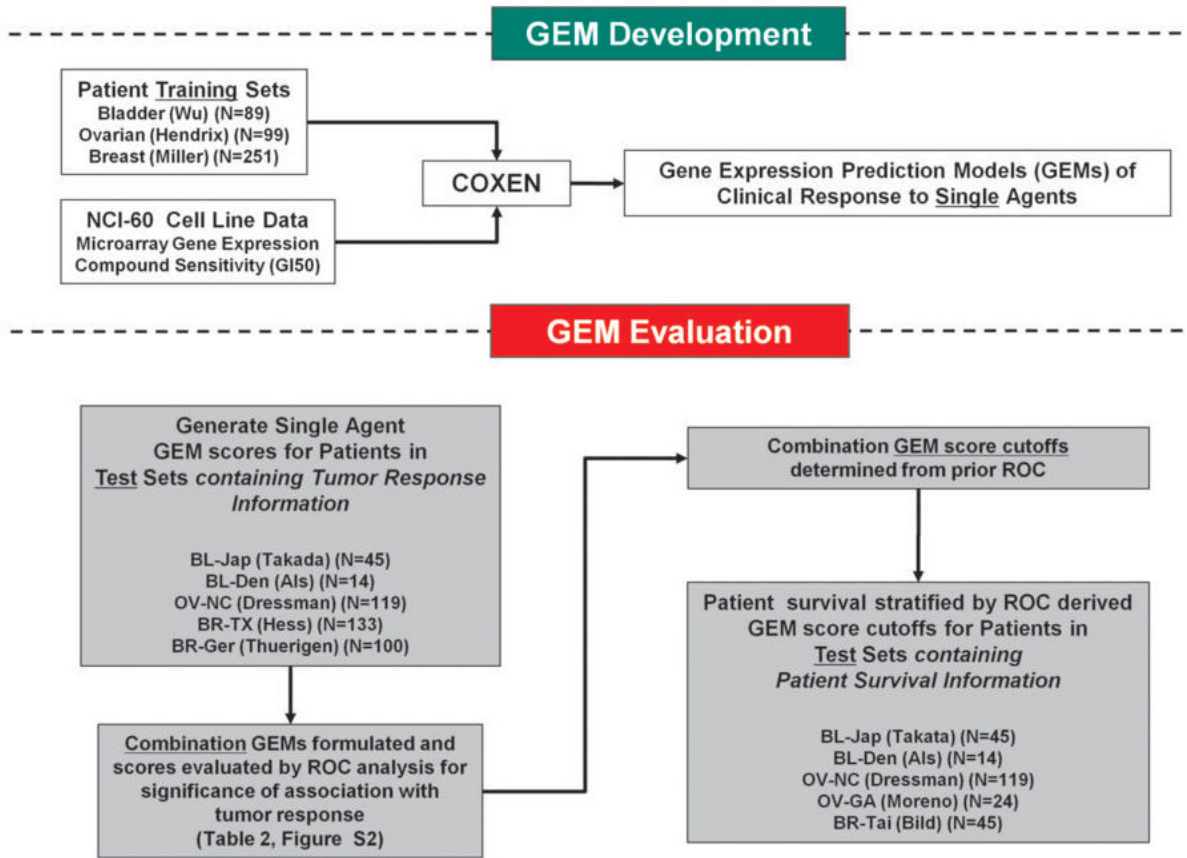 GEM Development
Patient Training Sets
Bladder (Wu) (N=89)
Ovarian (Hendrix) (N=99)
Breast (Miller) (N=251)
NCI-60 Cell Line Data
Microarray Gene Expression
Compound Sensitivity (GI50)
COXEN
Gene Expression Prediction Models (GEMs) of
Clinical Response to Single Agents
GEM Evaluation
Generate Single Agent
GEM scores for Patients in
Test Sets containing Tumor Response
Information
BL-Jap (Takada) (N=45)
BL-Den (Als) (N=14)
OV-NC (Dressman) (N=119)
BR-TX (Hess) (N=133)
BR-Ger (Thuerigen) (N=100)
Combination GEMs formulated and
scores evaluated by ROC analysis for
significance of association with
tumor response
(Table 2, Figure S2)
Combination GEM score cutoffs
determined from prior ROC
Patient survival stratified by ROC derived
GEM score cutoffs for Patients in
Test Sets containing
Patient Survival Information
BL-Jap (Takata) (N=45)
BL-Den (Als) (N=14)
OV-NC (Dressman) (N=119)
OV-GA (Moreno) (N=24)
BR-Tai (Bild) (N=45)